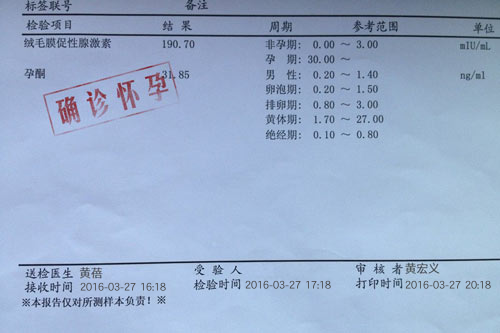 标签联号 备注
检验项目 结 果 周期 参考范围 单位
绒毛膜促性腺激素 190.70 非孕期: 0.00 ～ 3.00 mIU/mL
孕 期: 30.00 ～
孕酮 31.85 男 性: 0.20 ～ 1.40 ng/ml
卵泡期: 0.20 ～ 1.50
排卵期: 0.80 ～ 3.00
黄体期: 1.70 ～ 27.00
绝经期: 0.10 ～ 0.80
确诊怀孕
送检医生 黄蓓 受 验 人 审 核 者 黄宏义
接收时间 2016-03-27 16:18 检验时间 2016-03-27 17:18 打印时间 2016-03-27 20:18
※本报告仅对所测样本负责！※